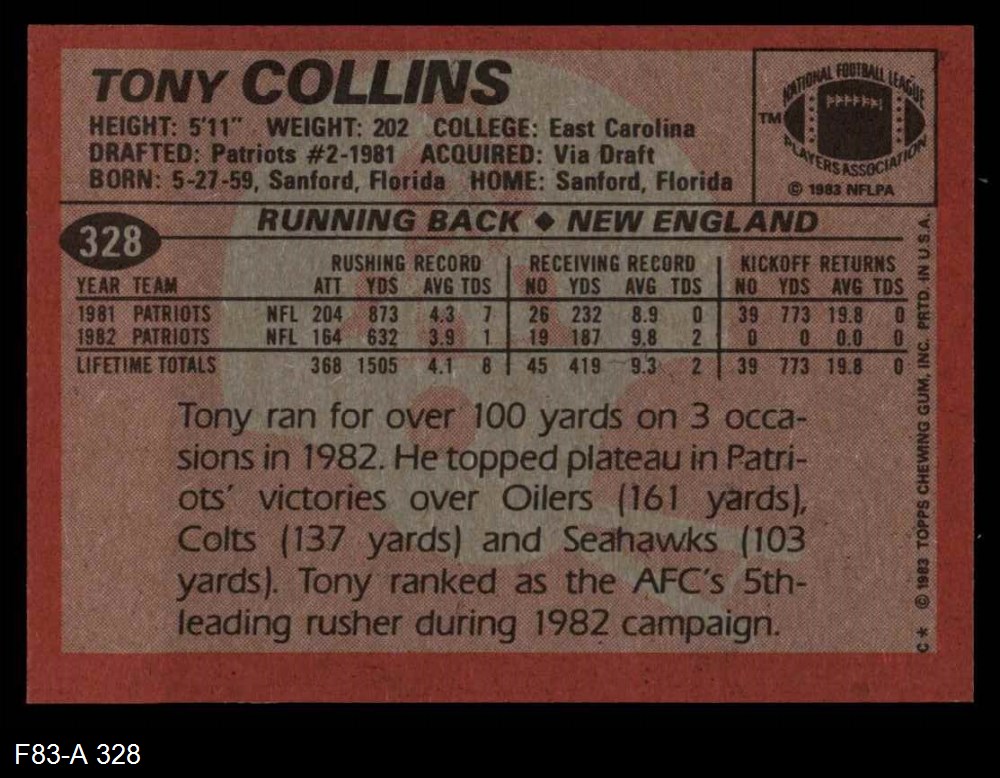 TONY COLLINS
HEIGHT: 5'11" WEIGHT: 202 COLLEGE: East Carolina
DRAFTED: Patriots #2-1981 ACQUIRED: Via Draft
BORN: 5-27-59, Sanford, Florida HOME: Sanford, Florida
NATIONAL FOOTBALL LEAGUE
TM
PLAYERS ASSOCIATION
© 1983 NFLPA
328
RUNNING BACK ◆ NEW ENGLAND
RUSHING RECORD RECEIVING RECORD KICKOFF RETURNS
YEAR TEAM ATT YDS AVG TDS NO YDS AVG TDS NO YDS AVG TDS
1981 PATRIOTS NFL 204 873 4.3 7 26 232 8.9 0 39 773 19.8 0
1982 PATRIOTS NFL 164 632 3.9 1 19 187 9.8 2 0 0 0.0 0
LIFETIME TOTALS 368 1505 4.1 8 45 419 9.3 2 39 773 19.8 0
Tony ran for over 100 yards on 3 occa-
sions in 1982. He topped plateau in Patri-
ots' victories over Oilers (161 yards),
Colts (137 yards) and Seahawks (103
yards). Tony ranked as the AFC's 5th-
leading rusher during 1982 campaign.
C* © 1983 TOPPS CHEWING GUM, INC. PRTD. IN U.S.A.
F83-A 328